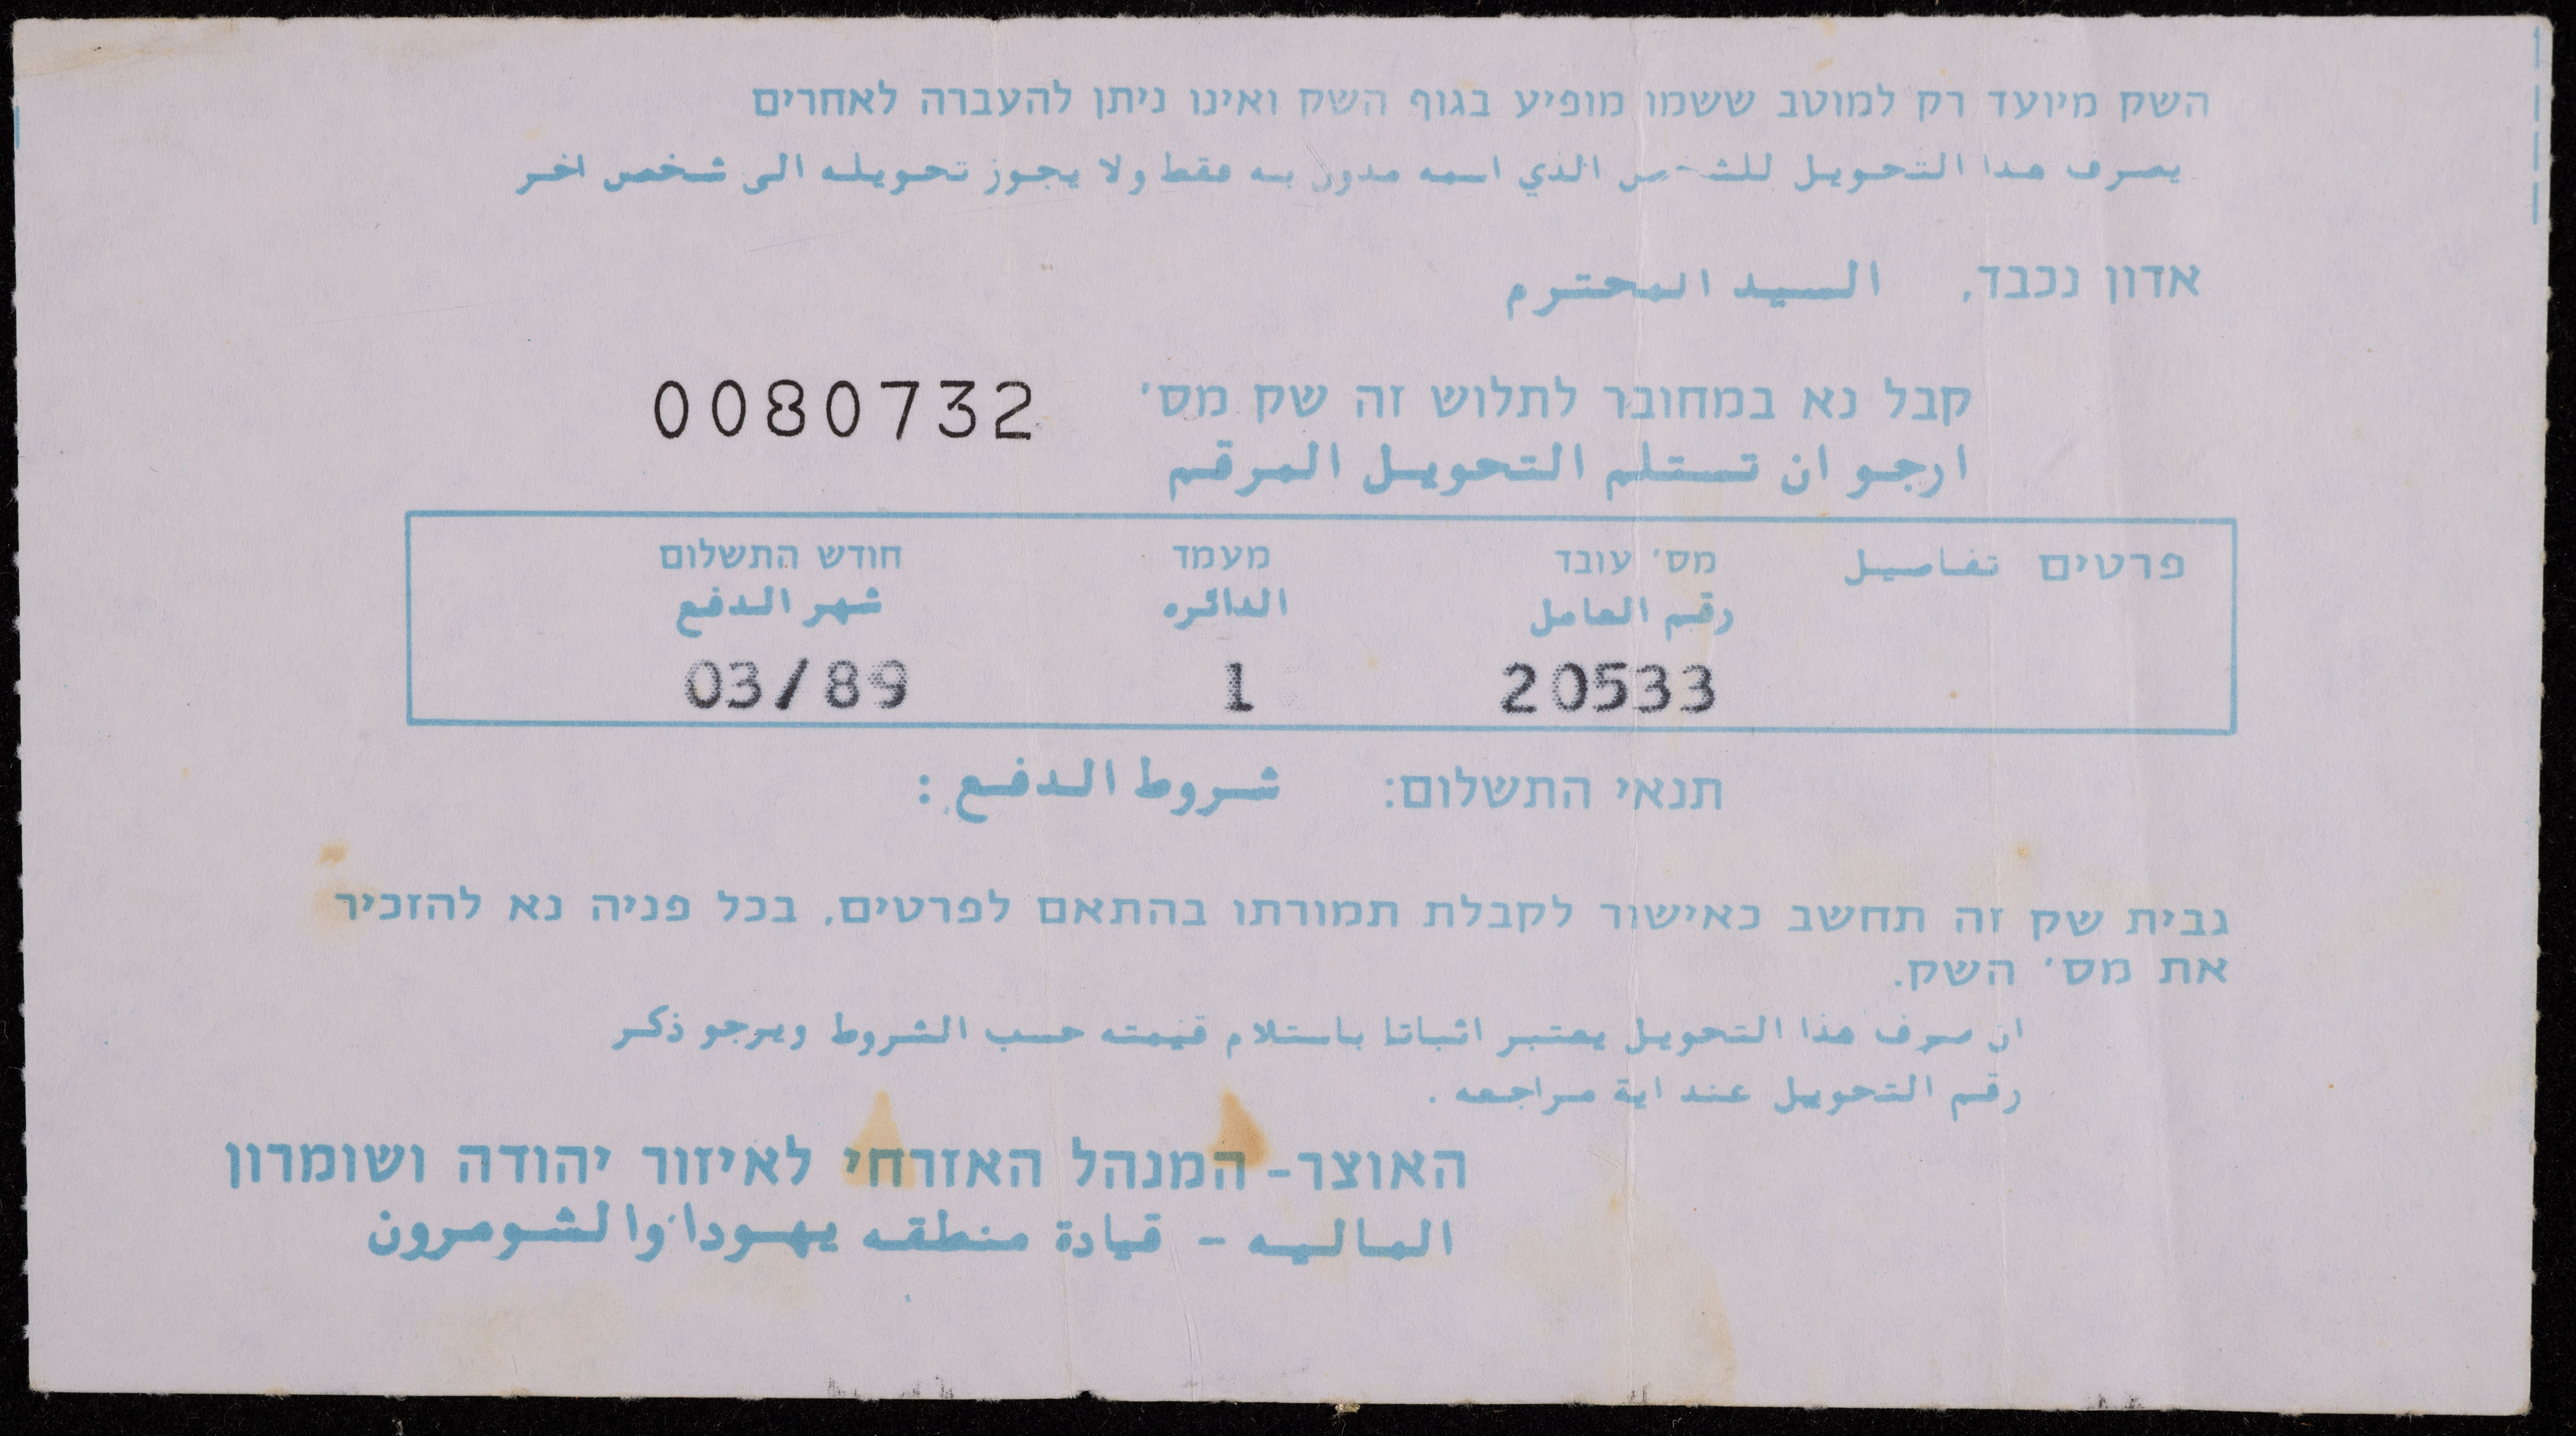 השק מיועד רק למוטב ששמו מופיע בגוף השק ואינו ניתן להעברה לאחרים
يصرف هذا التحويل للشخص الذي اسمه مدون به فقط ولا يجوز تحويله الى شخص اخر
אדון נכבד, السيد المحترم
קבל נא במחובר לתלוש זה שק מס' 0080732
ارجو ان تستلم التحويل المرقم
פרטים تفاصيل מס' עובד מעמד חודש התשלום
رقم العامل الدائره شهر الدفع
20533 1 03/89
תנאי התשלום: شروط الدفع :
גבית שק זה תחשב כאישור לקבלת תמורתו בהתאם לפרטים. בכל פניה נא להזכיר
את מס' השק.
ان صرف هذا التحويل يعتبر اثباتا باستلام قيمته حسب الشروط ويرجو ذكر
رقم التحويل عند اية مراجعه .
האוצר- המנהל האזרחי לאיזור יהודה ושומרון
الماليه - قيادة منطقه يهودا والشومرون